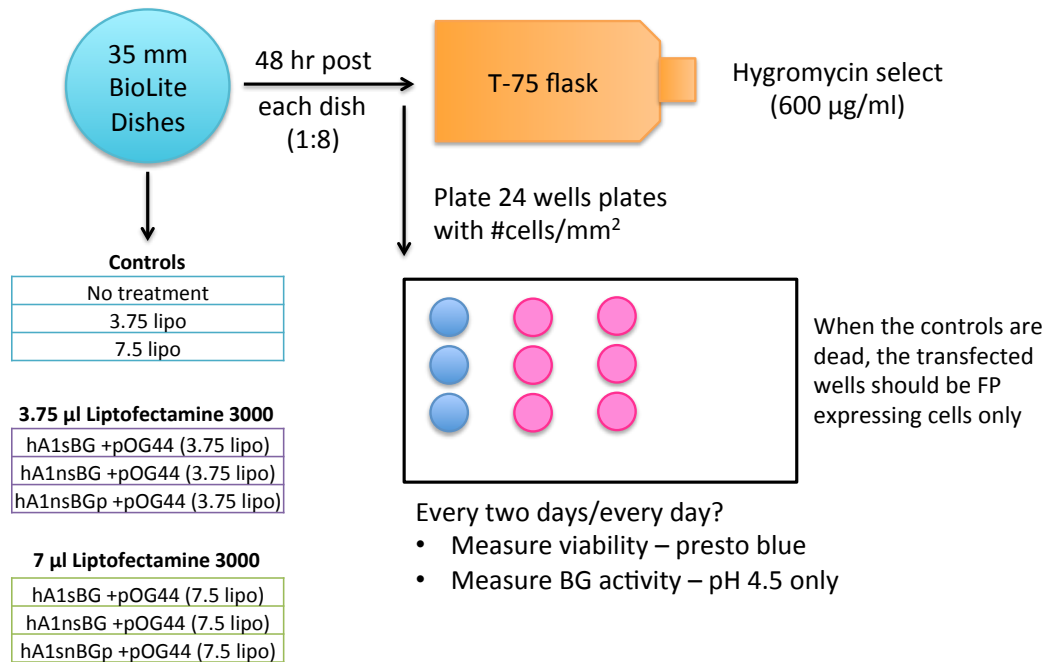 35 mm
BioLite
Dishes
48 hr post
each dish
(1:8)
T-75 flask
Hygromycin select
(600 µg/ml)
Plate 24 wells plates
with #cells/mm²
Controls
No treatment
3.75 lipo
7.5 lipo
3.75 µl Liptofectamine 3000
hA1sBG +pOG44 (3.75 lipo)
hA1nsBG +pOG44 (3.75 lipo)
hA1nsBGp +pOG44 (3.75 lipo)
7 µl Liptofectamine 3000
hA1sBG +pOG44 (7.5 lipo)
hA1nsBG +pOG44 (7.5 lipo)
hA1snBGp +pOG44 (7.5 lipo)
When the controls are
dead, the transfected
wells should be FP
expressing cells only
Every two days/every day?
• Measure viability – presto blue
• Measure BG activity – pH 4.5 only